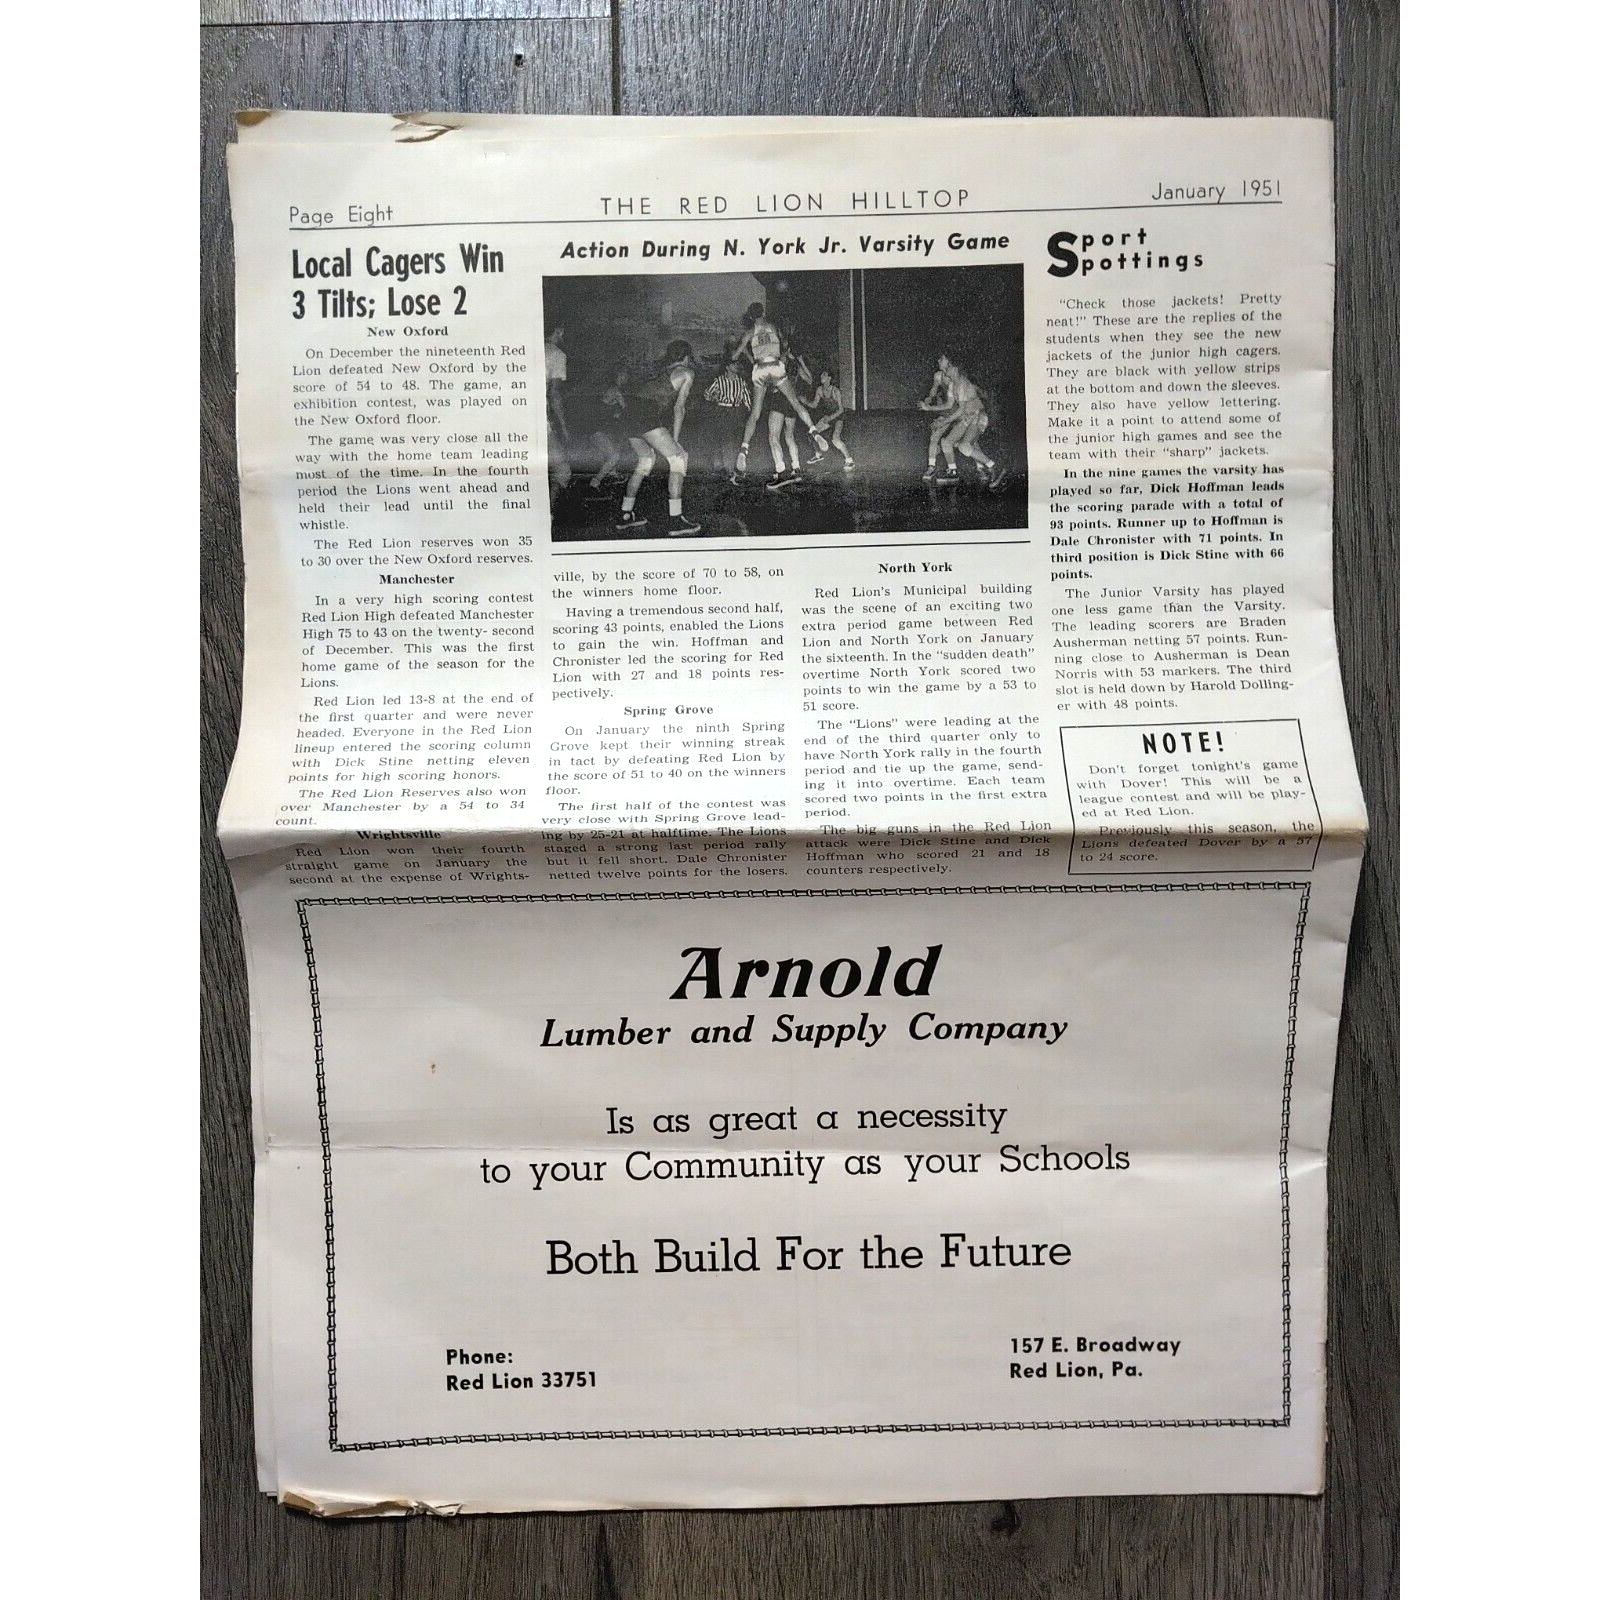 Page Eight
THE RED LION HILLTOP
January 1951
Local Cagers Win
3 Tilts; Lose 2
New Oxford
On December the nineteenth Red
Lion defeated New Oxford by the
score of 54 to 48. The game, an
exhibition contest, was played on
the New Oxford floor.
The game was very close all the
way with the home team leading
most of the time. In the fourth
period the Lions went ahead and
held their lead until the final
whistle.
The Red Lion reserves won 35
to 30 over the New Oxford reserves.
Manchester
In a very high scoring contest
Red Lion High defeated Manchester
High 75 to 43 on the twenty- second
of December. This was the first
home game of the season for the
Lions.
Red Lion led 13-8 at the end of
the first quarter and were never
headed. Everyone in the Red Lion
lineup entered the scoring column
with Dick Stine netting eleven
points for high scoring honors.
The Red Lion Reserves also won
over Manchester by a 54 to 34
count.
Wrightsville
Red Lion won their fourth
straight game on January the
second at the expense of Wrights-
Action During N. York Jr. Varsity Game
ville, by the score of 70 to 58, on
the winners home floor.
Having a tremendous second half,
scoring 43 points, enabled the Lions
to gain the win. Hoffman and
Chronister led the scoring for Red
Lion with 27 and 18 points res-
pectively.
Spring Grove
On January the ninth Spring
Grove kept their winning streak
in tact by defeating Red Lion by
the score of 51 to 40 on the winners
floor.
The first half of the contest was
very close with Spring Grove lead-
ing by 25-21 at halftime. The Lions
staged a strong last period rally
but it fell short. Dale Chronister
netted twelve points for the losers.
North York
Red Lion's Municipal building
was the scene of an exciting two
extra period game between Red
Lion and North York on January
the sixteenth. In the "sudden death"
overtime North York scored two
points to win the game by a 53 to
51 score.
The "Lions" were leading at the
end of the third quarter only to
have North York rally in the fourth
period and tie up the game, send-
ing it into overtime. Each team
scored two points in the first extra
period.
The big guns in the Red Lion
attack were Dick Stine and Dick
Hoffman who scored 21 and 18
counters respectively.
Sport
Spottings
"Check those jackets! Pretty
neat!" These are the replies of the
students when they see the new
jackets of the junior high cagers.
They are black with yellow strips
at the bottom and down the sleeves.
They also have yellow lettering.
Make it a point to attend some of
the junior high games and see the
team with their "sharp" jackets.
In the nine games the varsity has
played so far, Dick Hoffman leads
the scoring parade with a total of
93 points. Runner up to Hoffman is
Dale Chronister with 71 points. In
third position is Dick Stine with 66
points.
The Junior Varsity has played
one less game than the Varsity.
The leading scorers are Braden
Ausherman netting 57 points. Run-
ning close to Ausherman is Dean
Norris with 53 markers. The third
slot is held down by Harold Dolling-
er with 48 points.
NOTE!
Don't forget tonight's game
with Dover! This will be a
league contest and will be play-
ed at Red Lion.
Previously this season, the
Lions defeated Dover by a 57
to 24 score.
Arnold
Lumber and Supply Company
Is as great a necessity
to your Community as your Schools
Both Build For the Future
Phone:
Red Lion 33751
157 E. Broadway
Red Lion, Pa.